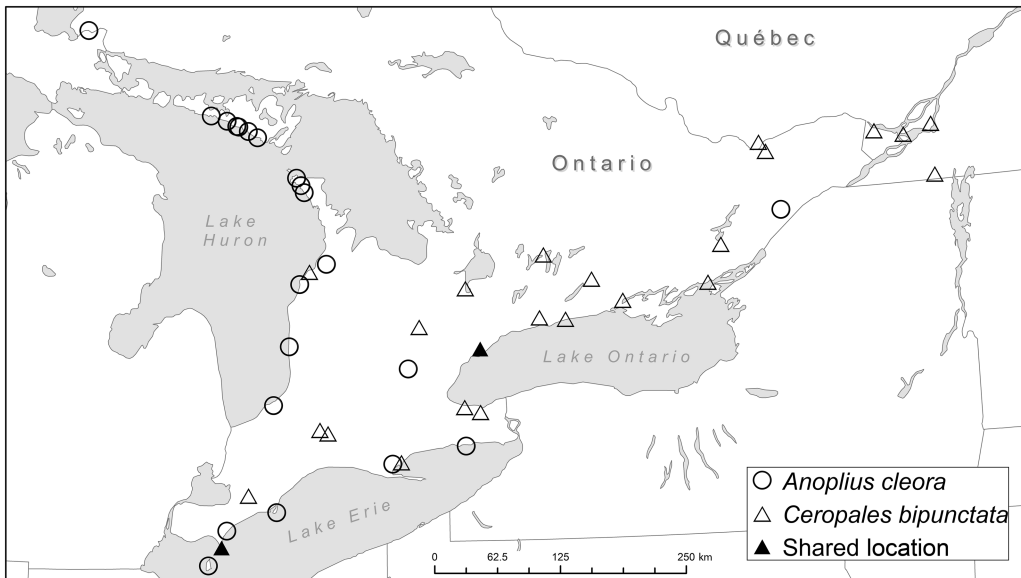 Québec
Ontario
Lake
Huron
Lake Ontario
Lake Erie
Anoplius cleora
Ceropales bipunctata
Shared location
0 62.5 125 250 km